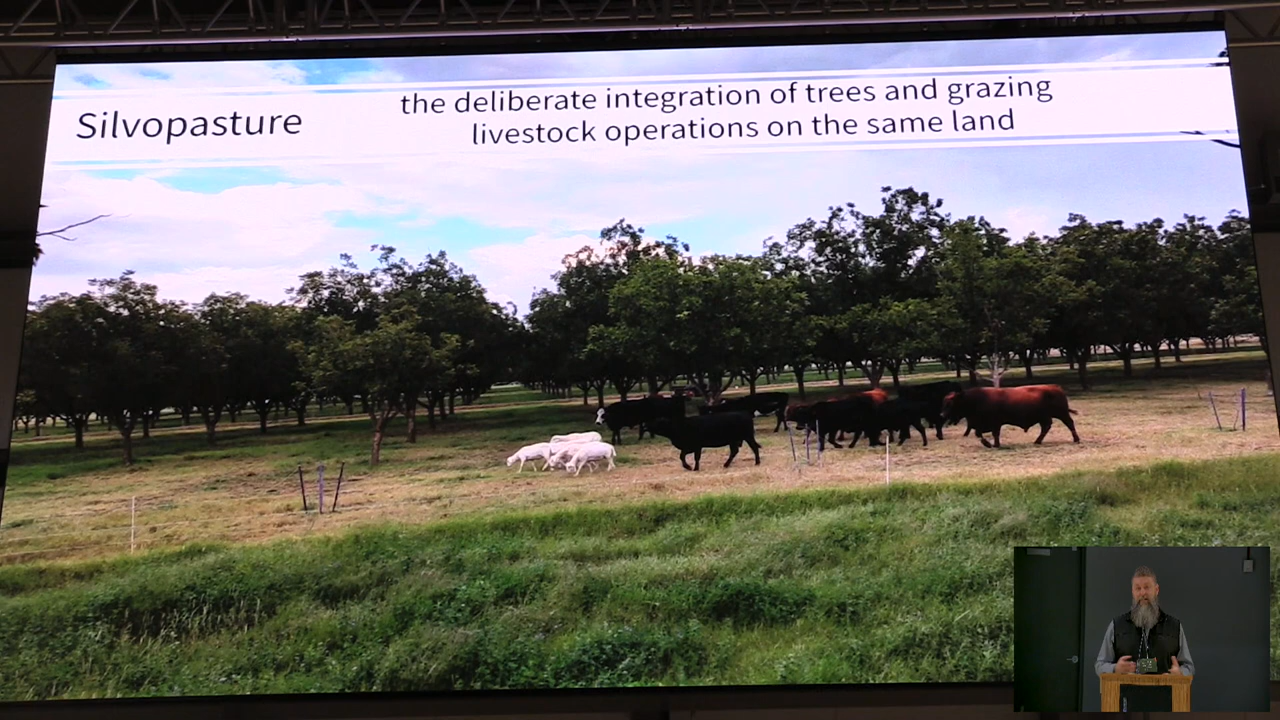 Silvopasture
the deliberate integration of trees and grazing
livestock operations on the same land